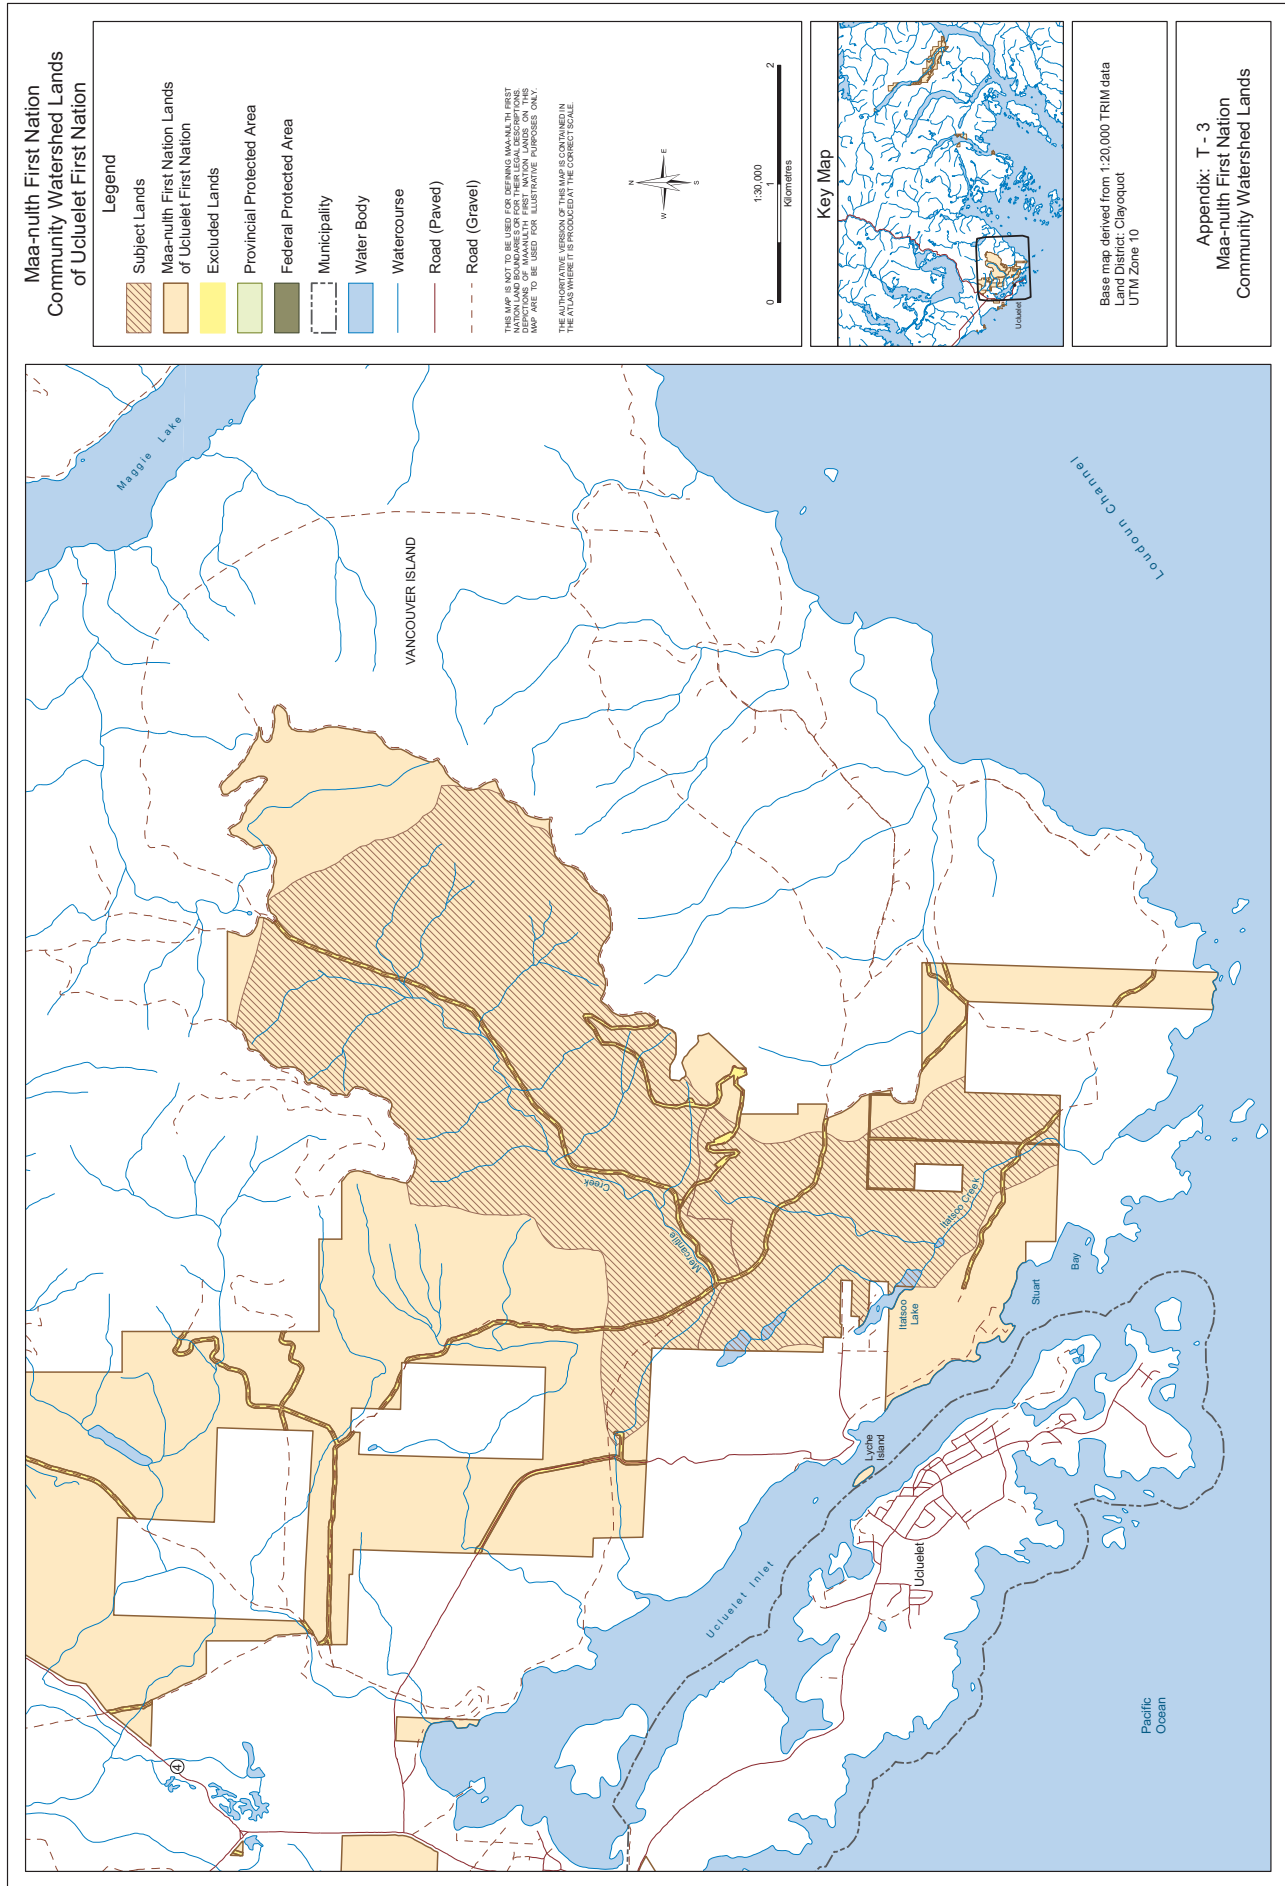 Maa-nulth First Nation
Community Watershed Lands
of Ucluelet First Nation
Legend
Subject Lands
Maa-nulth First Nation Lands
of Ucluelet First Nation
Excluded Lands
Provincial Protected Area
Federal Protected Area
Municipality
Water Body
Watercourse
Road (Paved)
Road (Gravel)
THIS MAP IS NOT TO BE USED FOR DEFINING MAA-NULTH FIRST
NATION LAND BOUNDARIES OR FOR THEIR LEGAL DESCRIPTIONS.
DEPICTIONS OF MAA-NULTH FIRST NATION LANDS ON THIS
MAP ARE TO BE USED FOR ILLUSTRATIVE PURPOSES ONLY.
THE AUTHORITATIVE VERSION OF THIS MAP IS CONTAINED IN
THE ATLAS WHERE IT IS PRODUCED AT THE CORRECT SCALE.
N
W E
S
1:30,000
0 1 2
Kilometres
Key Map
Ucluelet
Base map derived from 1:20,000 TRIM data
Land District: Clayoquot
UTM Zone 10
Appendix: T - 3
Maa-nulth First Nation
Community Watershed Lands
Maggie Lake
VANCOUVER ISLAND
Loudoun Channel
Mercantile
Creek
Itatsoo Creek
Itatsoo
Lake
Stuart
Bay
Lyche
Island
Ucluelet
Ucluelet Inlet
4
Pacific
Ocean